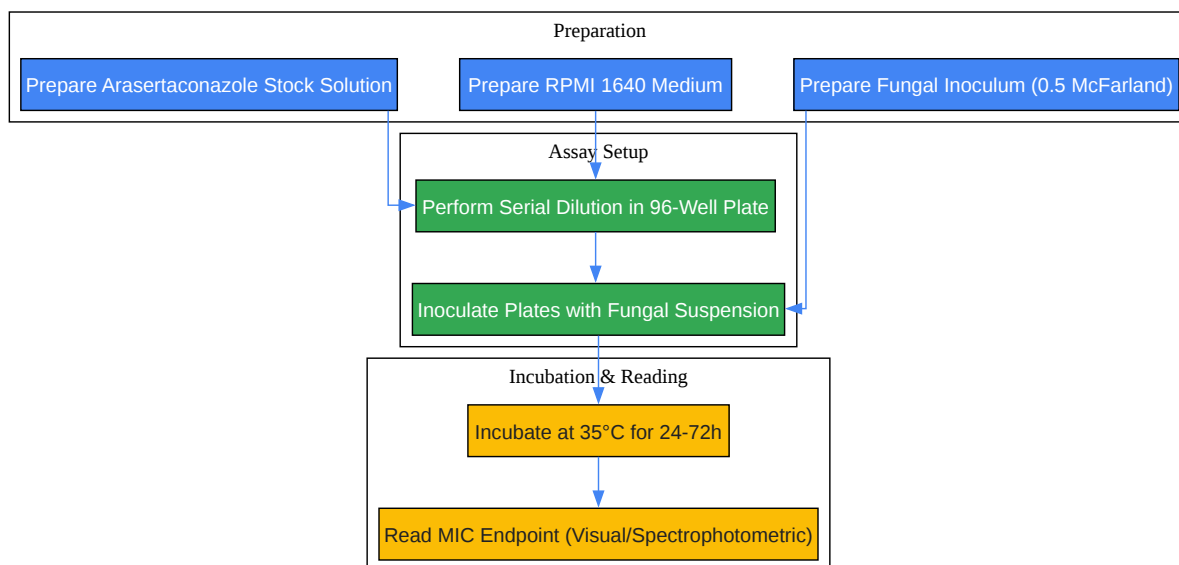 Preparation
Prepare Arasertaconazole Stock Solution
Prepare RPMI 1640 Medium
Prepare Fungal Inoculum (0.5 McFarland)
Assay Setup
Perform Serial Dilution in 96-Well Plate
Inoculate Plates with Fungal Suspension
Incubation & Reading
Incubate at 35°C for 24-72h
Read MIC Endpoint (Visual/Spectrophotometric)